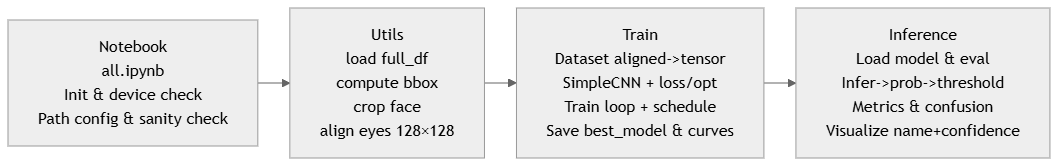 Notebook
all.ipynb
Init & device check
Path config & sanity check
Utils
load full_df
compute bbox
crop face
align eyes 128×128
Train
Dataset aligned->tensor
SimpleCNN + loss/opt
Train loop + schedule
Save best_model & curves
Inference
Load model & eval
Infer->prob->threshold
Metrics & confusion
Visualize name+confidence